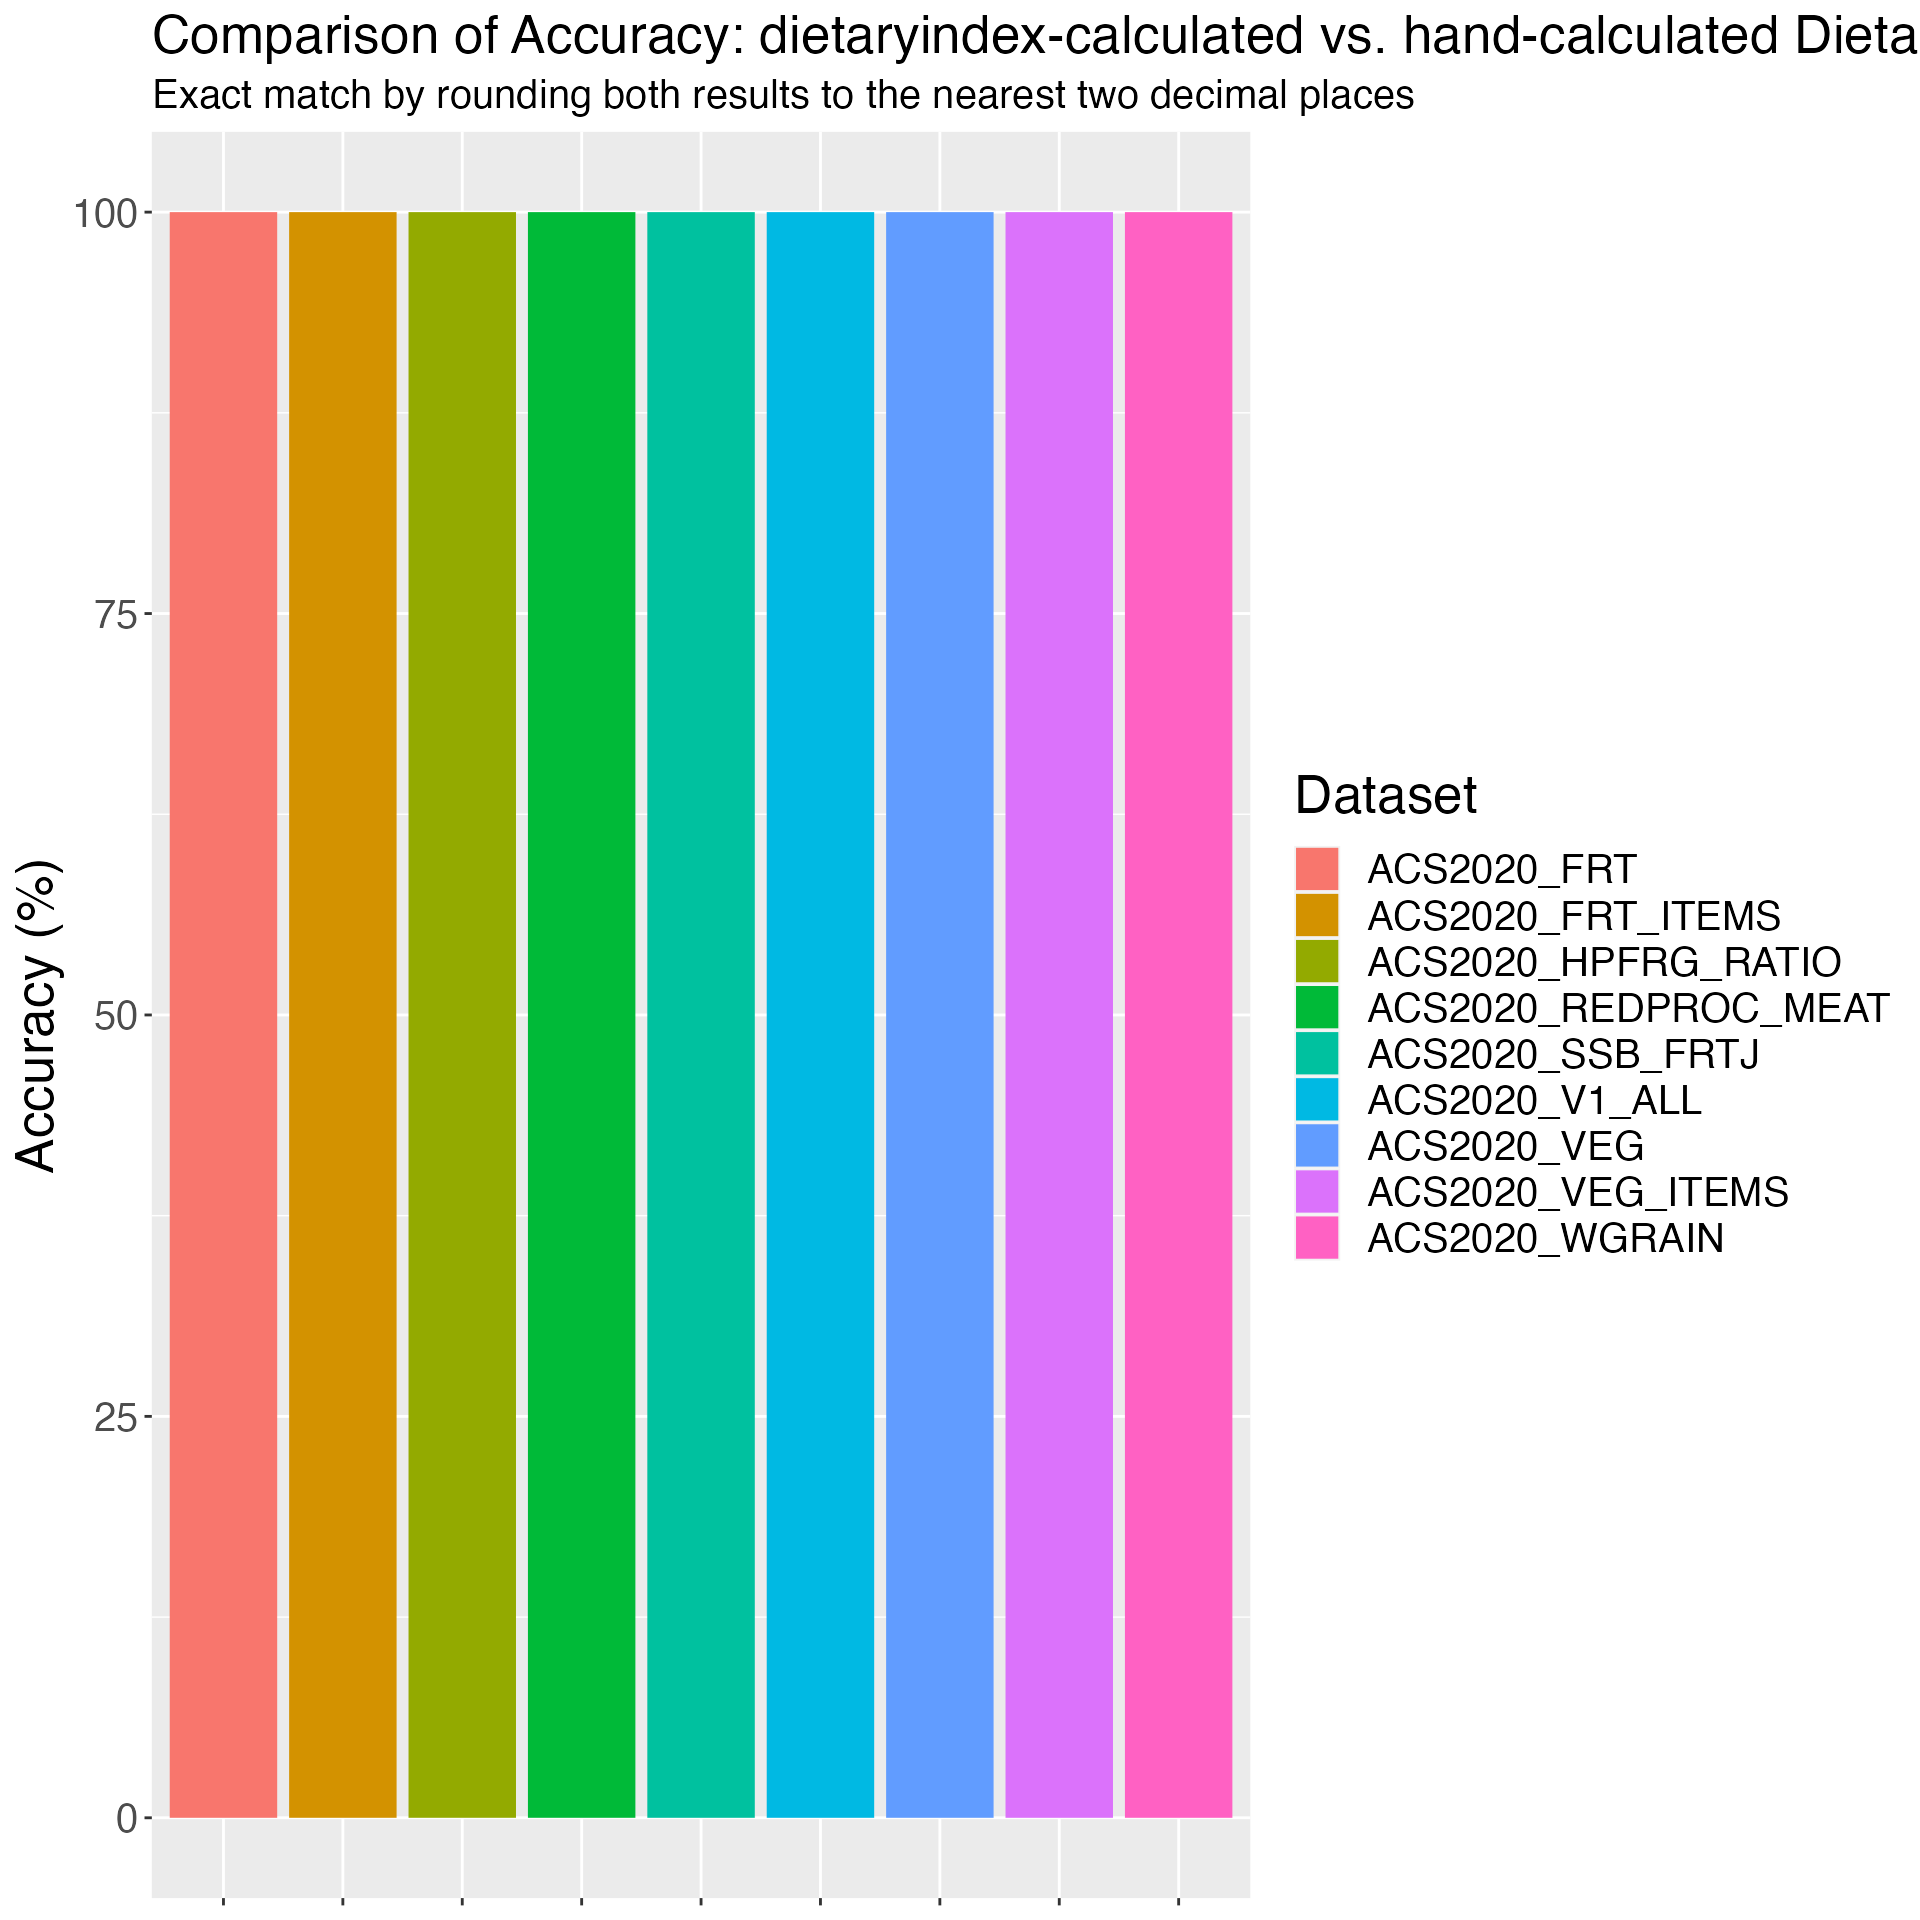 Comparison of Accuracy: dietaryindex-calculated vs. hand-calculated Dieta
Exact match by rounding both results to the nearest two decimal places
100
75
50
25
0
Accuracy (%)
Dataset
ACS2020_FRT
ACS2020_FRT_ITEMS
ACS2020_HPFRG_RATIO
ACS2020_REDPROC_MEAT
ACS2020_SSB_FRTJ
ACS2020_V1_ALL
ACS2020_VEG
ACS2020_VEG_ITEMS
ACS2020_WGRAIN